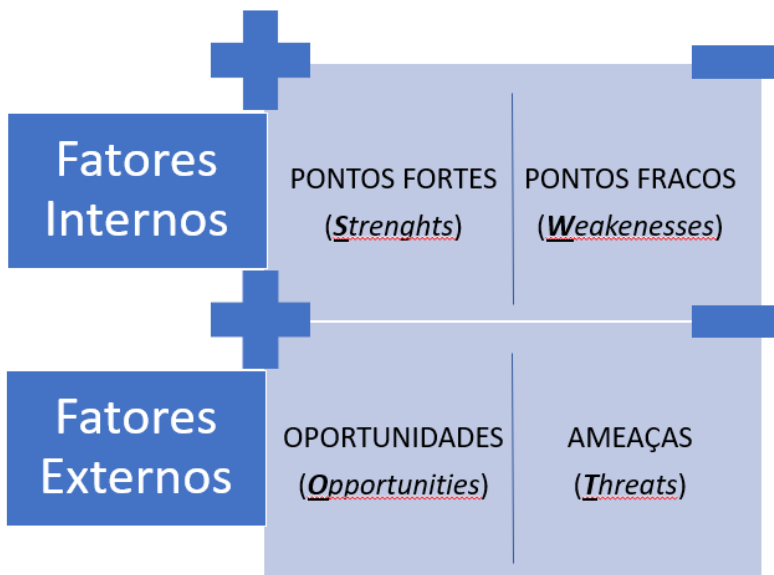 Fatores
Internos
PONTOS FORTES
(Strenghts)
PONTOS FRACOS
(Weakenesses)
Fatores
Externos
OPORTUNIDADES
(Opportunities)
AMEAÇAS
(Threats)